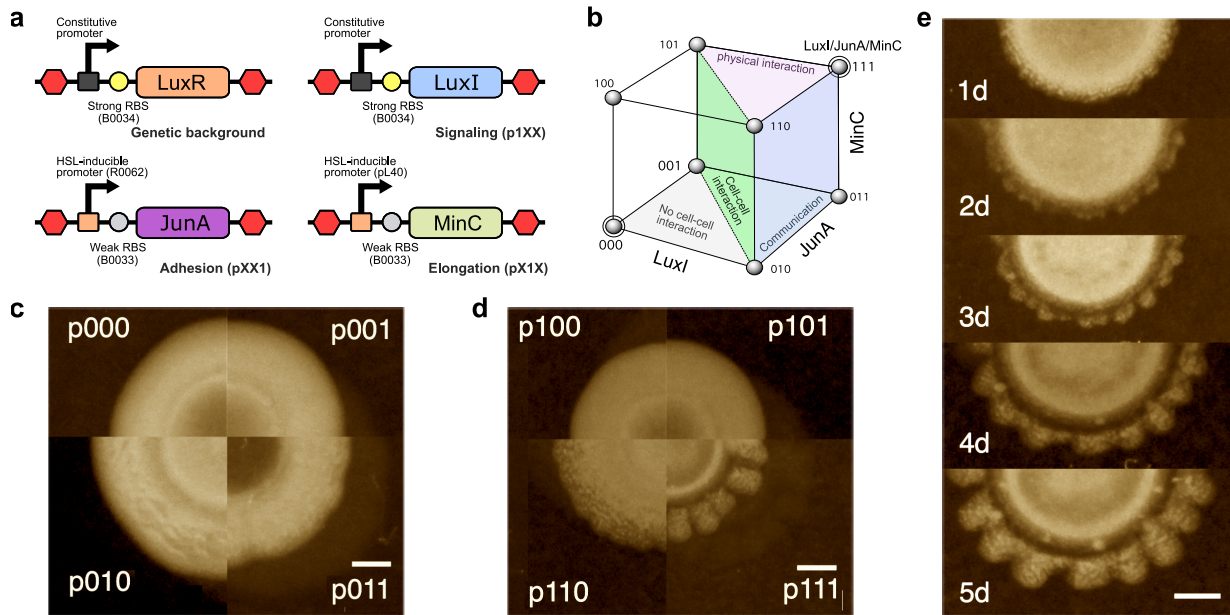 a
Constitutive
promoter
LuxR
Strong RBS
(B0034)
Genetic background
Constitutive
promoter
LuxI
Strong RBS
(B0034)
Signaling (p1XX)
HSL-inducible
promoter (R0062)
JunA
Weak RBS
(B0033)
Adhesion (pXX1)
HSL-inducible
promoter (pL40)
MinC
Weak RBS
(B0033)
Elongation (pX1X)
b
101
LuxI/JunA/MinC
physical interaction
111
100
110
MinC
001
Cell-cell
interaction
011
No cell-cell
interaction
Communication
000
JunA
LuxI
010
c
p000
p001
p010
p011
d
p100
p101
p110
p111
e
1d
2d
3d
4d
5d